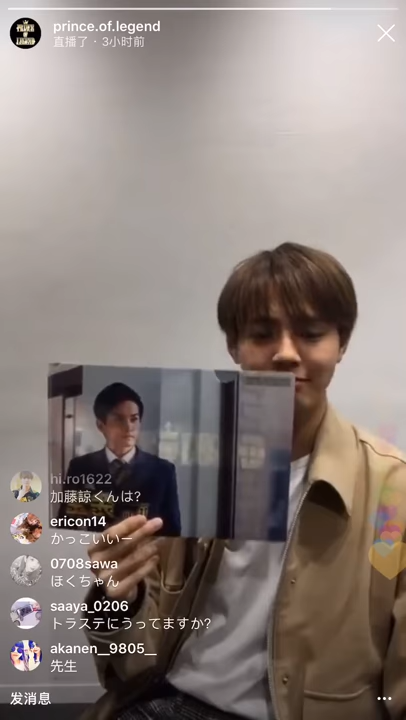 prince.of.legend
直播了・3小时前
hi.ro1622
加藤諒くんは?
ericon14
かっこいいー
0708sawa
ほくちゃん
saaya_0206
トラステにうってますか?
akanen__9805__
先生
发消息